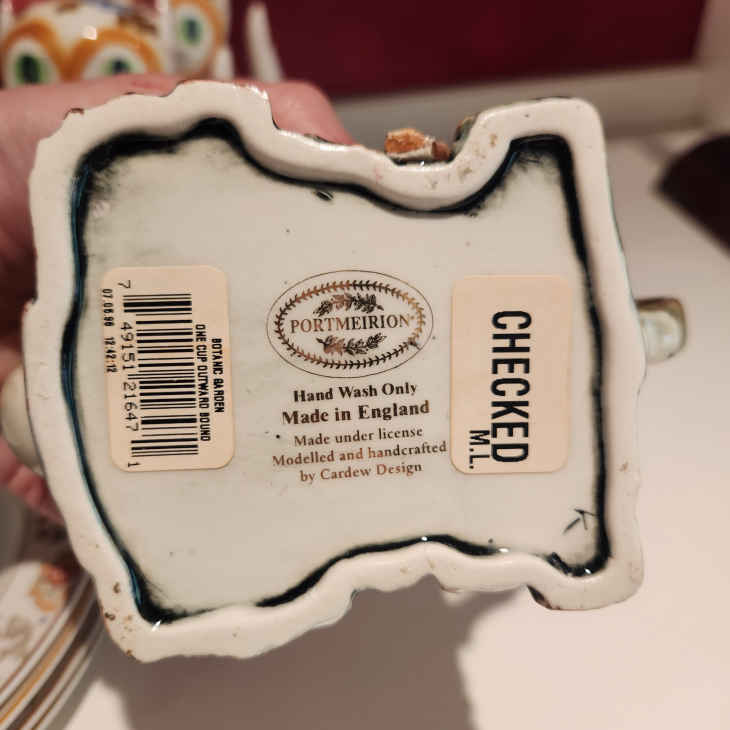 BOTANIC GARDEN
ONE CUP OUTWARD BOUND
7 49151 21647 1
07.06.96 12:42:12
PORTMEIRION®
Hand Wash Only
Made in England
Made under license
Modelled and handcrafted
by Cardew Design
CHECKED
M.L.
K